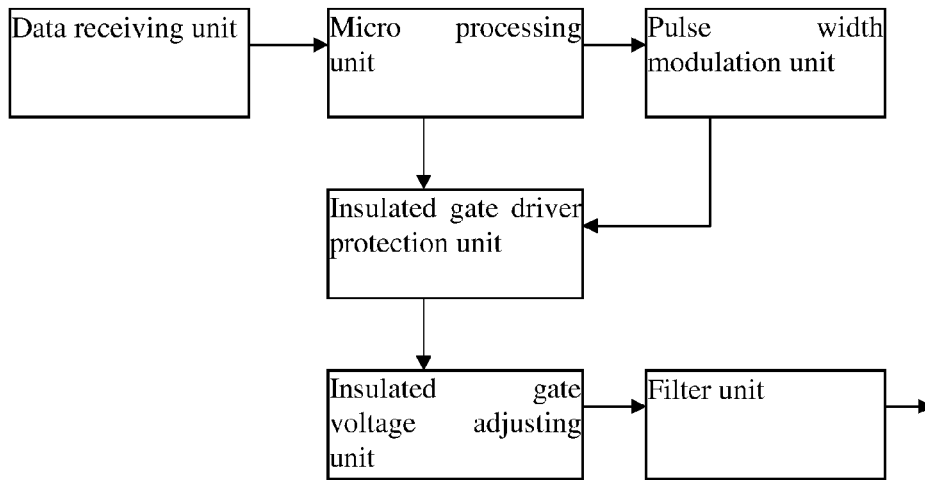 Data receiving unit
Micro processing
unit
Pulse width
modulation unit
Insulated gate driver
protection unit
Insulated gate
voltage adjusting
unit
Filter unit